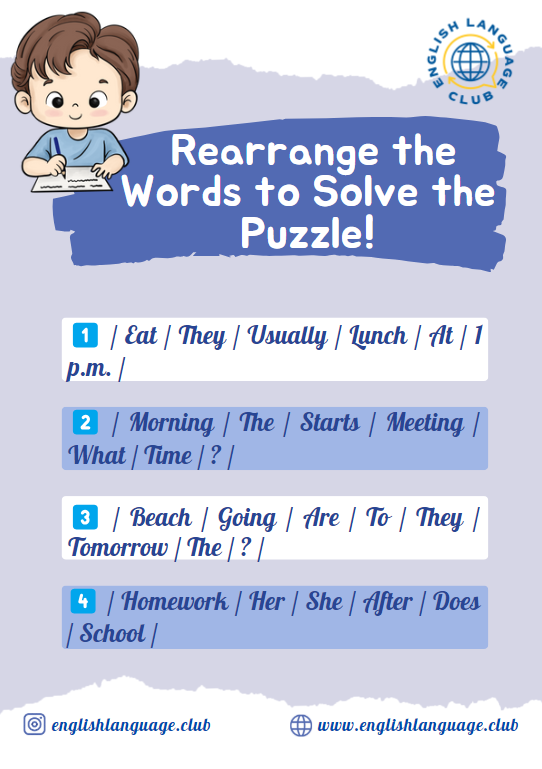 ENGLISH LANGUAGE
CLUB
Rearrange the
Words to Solve the
Puzzle!
1 / Eat / They / Usually / Lunch / At / 1
p.m. /
2 / Morning / The / Starts / Meeting /
What / Time / ? /
3 / Beach / Going / Are / To / They /
Tomorrow / The / ? /
4 / Homework / Her / She / After / Does
/ School /
englishlanguage.club
www.englishlanguage.club